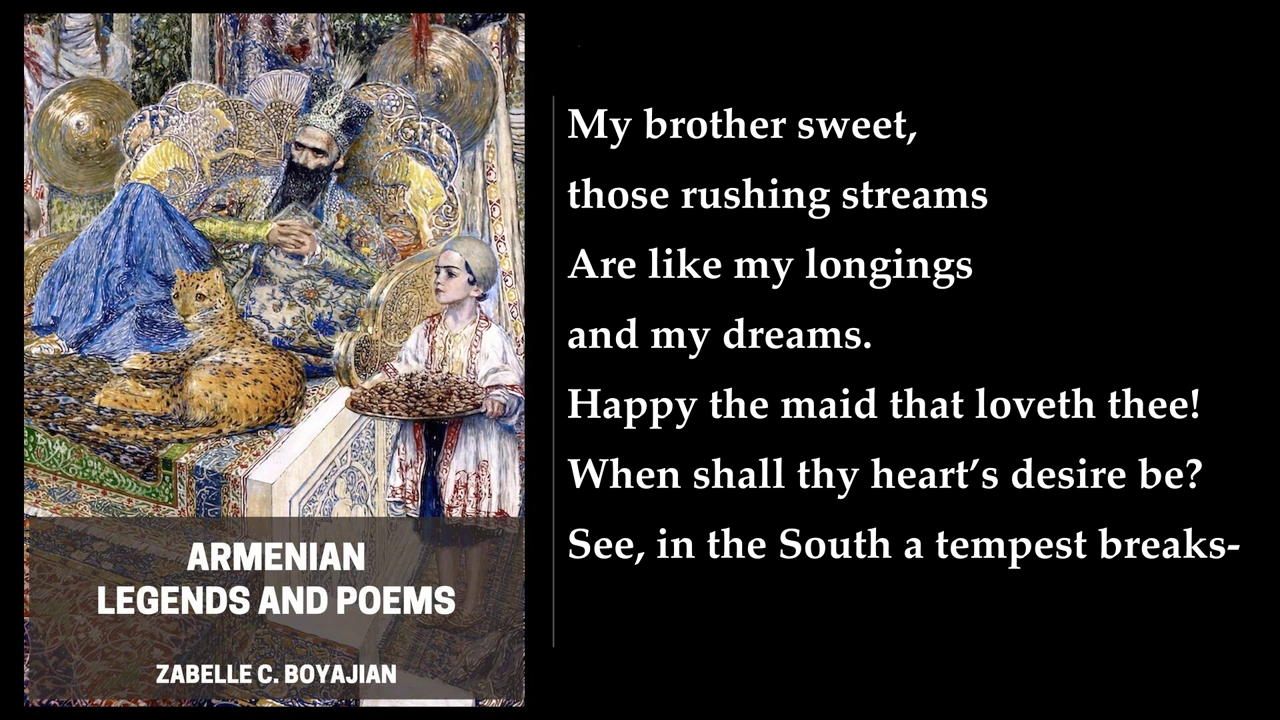 My brother sweet,
those rushing streams
Are like my longings
and my dreams.
Happy the maid that loveth thee!
When shall thy heart’s desire be?
See, in the South a tempest breaks-
ARMENIAN
LEGENDS AND POEMS
ZABELLE C. BOYAJIAN